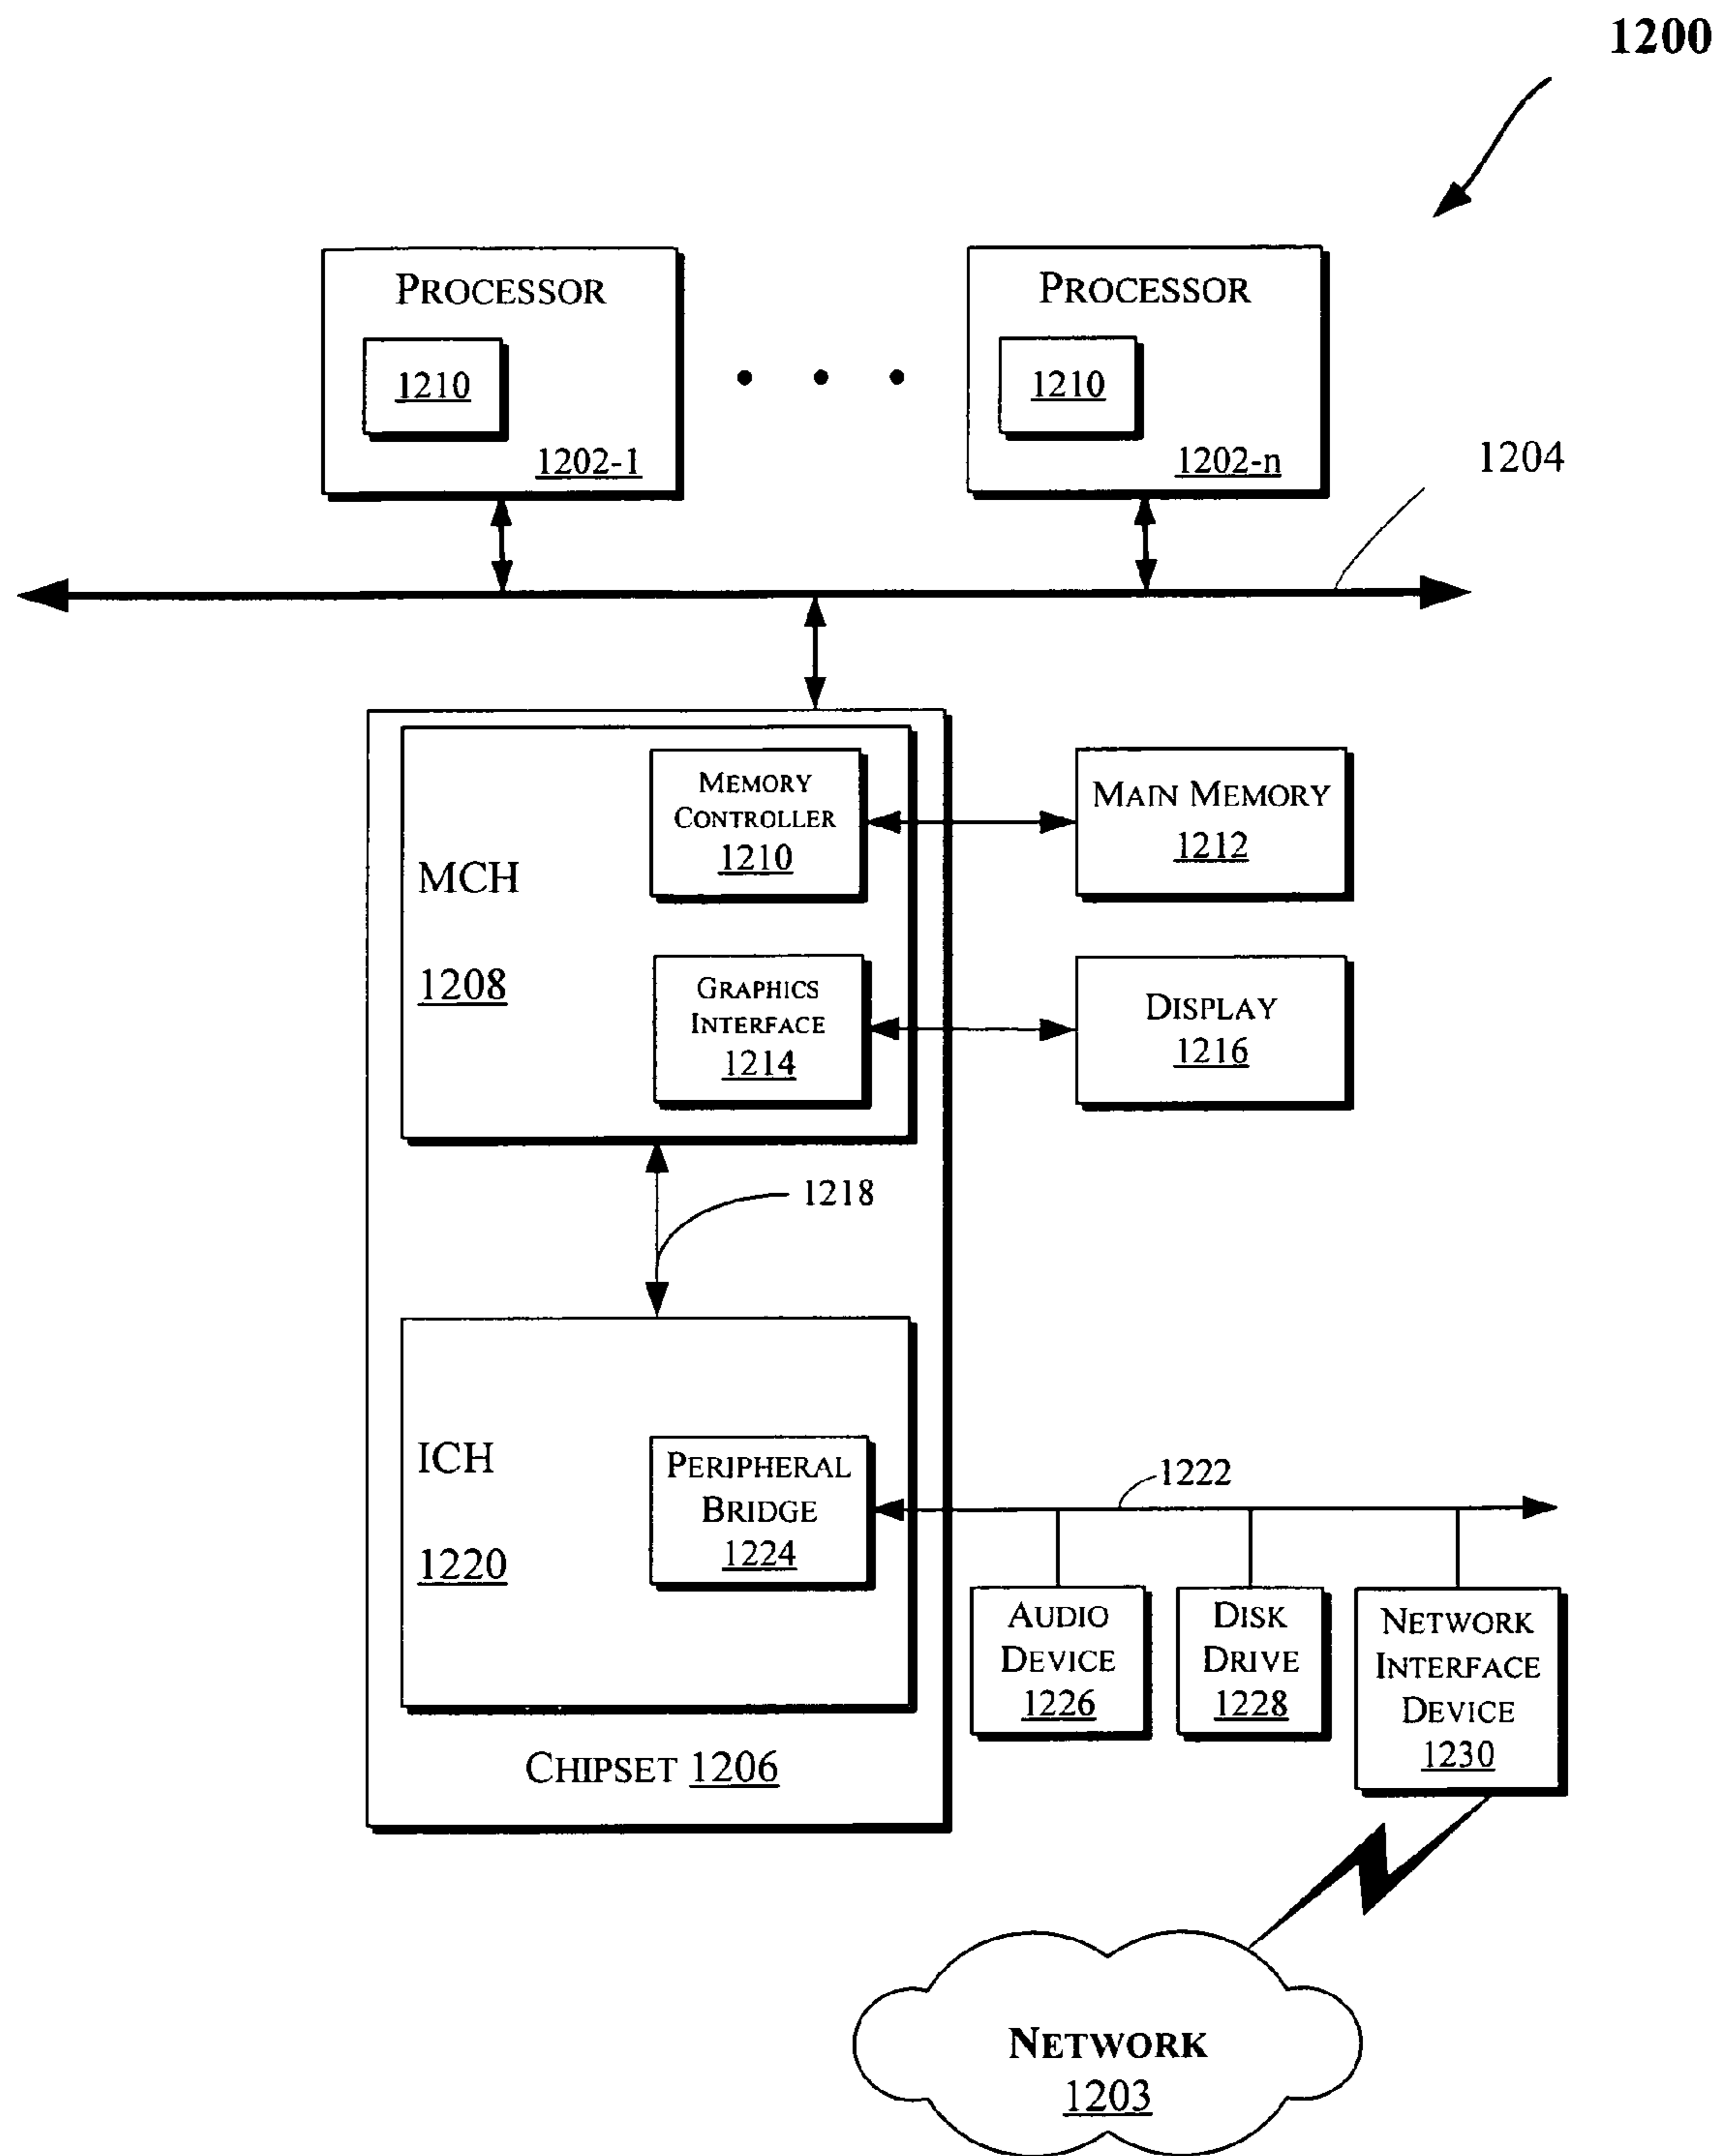 1200
PROCESSOR
1210
1202-1
PROCESSOR
1210
1202-n
1204
MEMORY
CONTROLLER
1210
MAIN MEMORY
1212
MCH
1208
GRAPHICS
INTERFACE
1214
DISPLAY
1216
1218
ICH
1220
PERIPHERAL
BRIDGE
1224
1222
AUDIO
DEVICE
1226
DISK
DRIVE
1228
NETWORK
INTERFACE
DEVICE
1230
CHIPSET 1206
NETWORK
1203